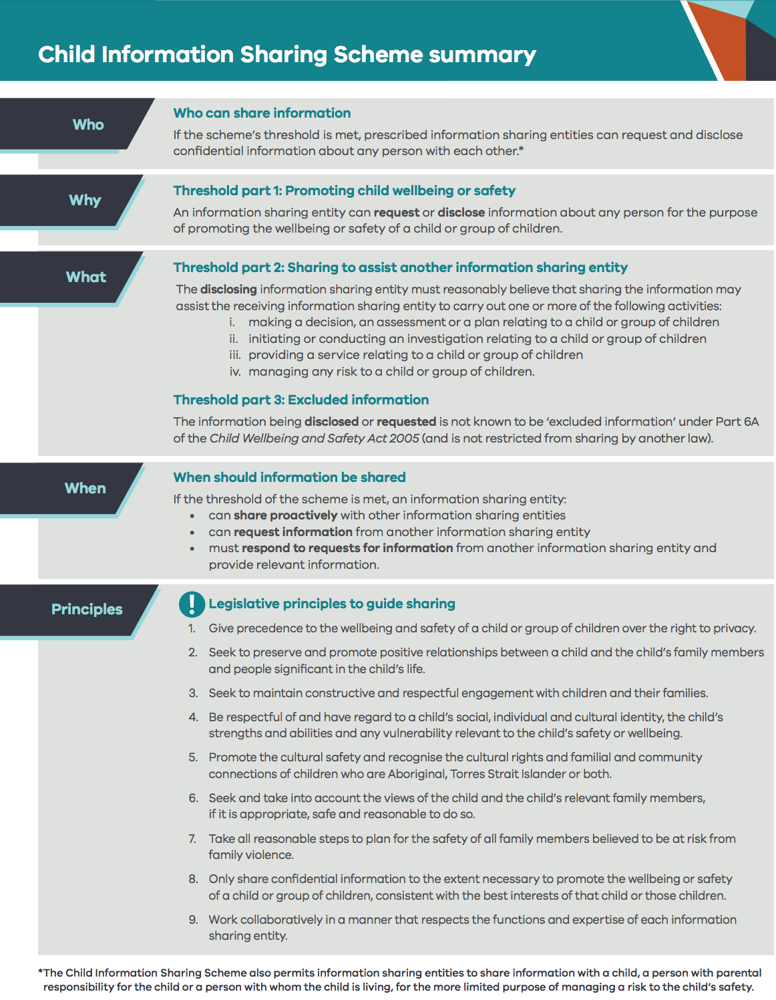 Child Information Sharing Scheme summary
Who
Who can share information
If the scheme's threshold is met, prescribed information sharing entities can request and disclose
confidential information about any person with each other.*
Why
Threshold part 1: Promoting child wellbeing or safety
An information sharing entity can request or disclose information about any person for the purpose
of promoting the wellbeing or safety of a child or group of children.
What
Threshold part 2: Sharing to assist another information sharing entity
The disclosing information sharing entity must reasonably believe that sharing the information may
assist the receiving information sharing entity to carry out one or more of the following activities:
i. making a decision, an assessment or a plan relating to a child or group of children
ii. initiating or conducting an investigation relating to a child or group of children
iii. providing a service relating to a child or group of children
iv. managing any risk to a child or group of children.
Threshold part 3: Excluded information
The information being disclosed or requested is not known to be 'excluded information' under Part 6A
of the Child Wellbeing and Safety Act 2005 (and is not restricted from sharing by another law).
When
When should information be shared
If the threshold of the scheme is met, an information sharing entity:
• can share proactively with other information sharing entities
• can request information from another information sharing entity
• must respond to requests for information from another information sharing entity and
provide relevant information.
Principles
! Legislative principles to guide sharing
1. Give precedence to the wellbeing and safety of a child or group of children over the right to privacy.
2. Seek to preserve and promote positive relationships between a child and the child's family members
and people significant in the child's life.
3. Seek to maintain constructive and respectful engagement with children and their families.
4. Be respectful of and have regard to a child's social, individual and cultural identity, the child's
strengths and abilities and any vulnerability relevant to the child's safety or wellbeing.
5. Promote the cultural safety and recognise the cultural rights and familial and community
connections of children who are Aboriginal, Torres Strait Islander or both.
6. Seek and take into account the views of the child and the child's relevant family members,
if it is appropriate, safe and reasonable to do so.
7. Take all reasonable steps to plan for the safety of all family members believed to be at risk from
family violence.
8. Only share confidential information to the extent necessary to promote the wellbeing or safety
of a child or group of children, consistent with the best interests of that child or those children.
9. Work collaboratively in a manner that respects the functions and expertise of each information
sharing entity.
*The Child Information Sharing Scheme also permits information sharing entities to share information with a child, a person with parental
responsibility for the child or a person with whom the child is living, for the more limited purpose of managing a risk to the child's safety.